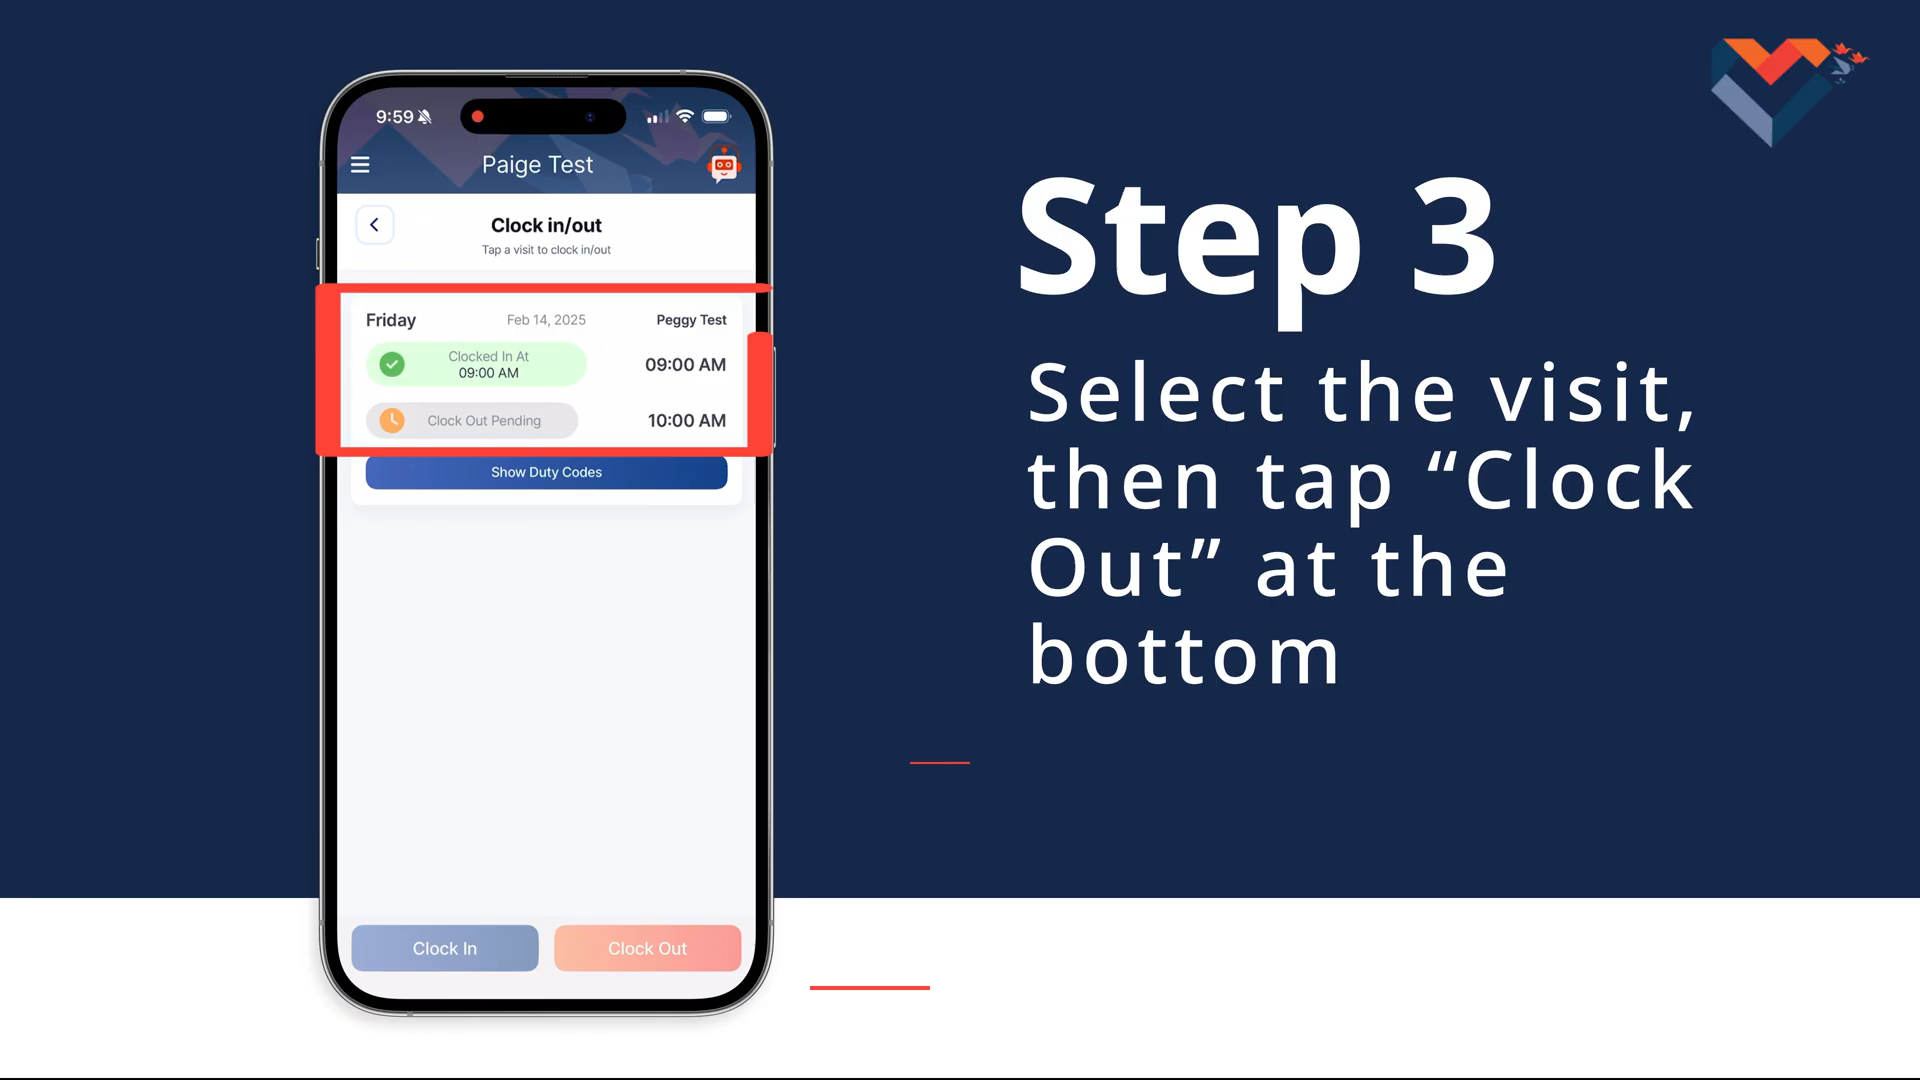 9:59
Paige Test
Clock in/out
Tap a visit to clock in/out
Friday Feb 14, 2025 Peggy Test
Clocked In At
09:00 AM 09:00 AM
Clock Out Pending 10:00 AM
Show Duty Codes
Clock In Clock Out
Step 3
Select the visit,
then tap “Clock
Out” at the
bottom